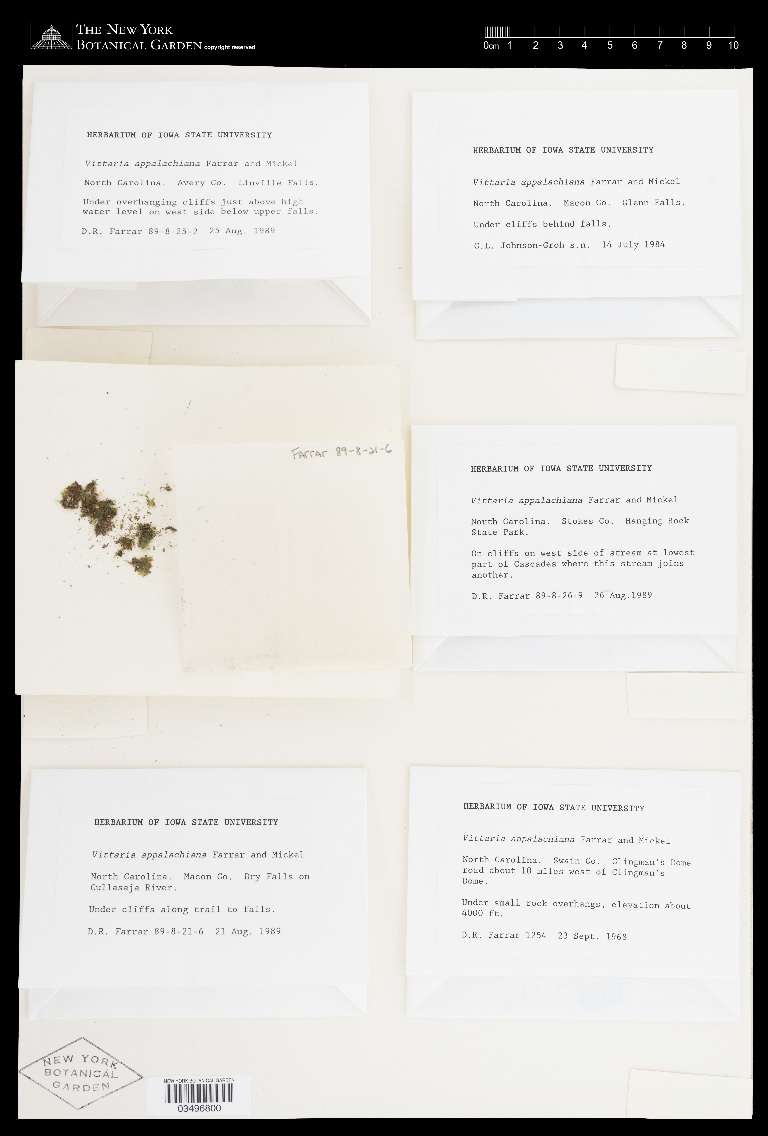 THE NEW YORK
BOTANICAL GARDEN copyright reserved
0cm 1 2 3 4 5 6 7 8 9 10
HERBARIUM OF IOWA STATE UNIVERSITY
Vittaria appalachiana Farrar and Mickel
North Carolina. Avery Co. Linville Falls.
Under overhanging cliffs just above high
water level on west side below upper falls.
D.R. Farrar 89-8-25-2 25 Aug. 1989
HERBARIUM OF IOWA STATE UNIVERSITY
Vittaria appalachiana Farrar and Mickel
North Carolina. Macon Co. Glenn Falls.
Under cliffs behind falls.
C.L. Johnson-Groh s.n. 14 July 1984
Farrar 89-8-21-6
HERBARIUM OF IOWA STATE UNIVERSITY
Vittaria appalachiana Farrar and Mickel
North Carolina. Stokes Co. Hanging Rock
State Park.
On cliffs on west side of stream at lowest
part of Cascades where this stream joins
another.
D.R. Farrar 89-8-26-9 26 Aug.1989
HERBARIUM OF IOWA STATE UNIVERSITY
Vittaria appalachiana Farrar and Mickel
North Carolina. Macon Co. Dry Falls on
Cullasaja River.
Under cliffs along trail to falls.
D.R. Farrar 89-8-21-6 21 Aug. 1989
HERBARIUM OF IOWA STATE UNIVERSITY
Vittaria appalachiana Farrar and Mickel
North Carolina. Swain Co. Clingman's Dome
road about 10 miles west of Clingman's
Dome.
Under small rock overhangs, elevation about
4000 ft.
D.R. Farrar 1254 23 Sept. 1968
NEW YORK
BOTANICAL
GARDEN
NEW YORK BOTANICAL GARDEN
03496800